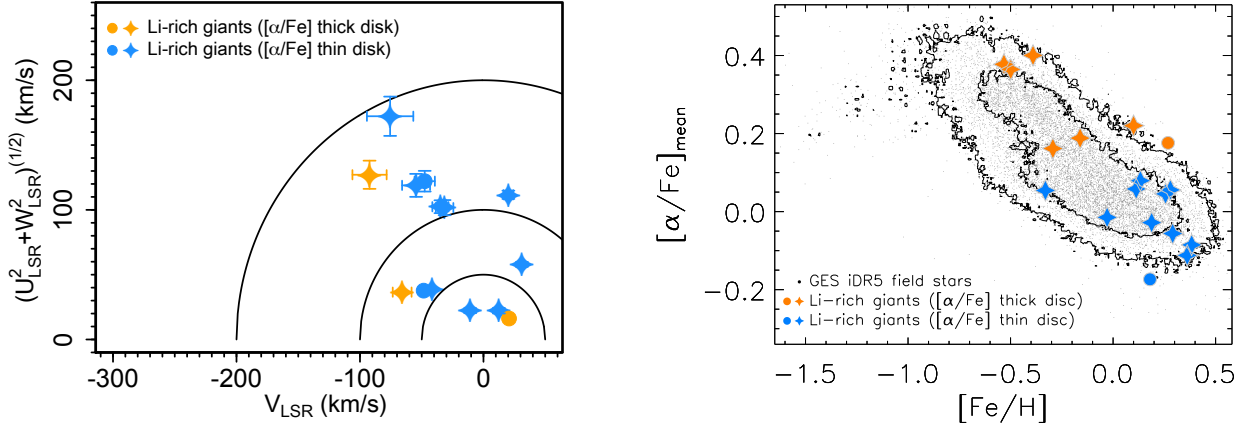 Li-rich giants ([α/Fe] thick disk)
Li-rich giants ([α/Fe] thin disk)
(U²LSR+W²LSR)(1/2) (km/s)
200
100
0
-300
-200
-100
0
VLSR (km/s)
[α/Fe]mean
0.4
0.2
0.0
−0.2
GES iDR5 field stars
Li−rich giants ([α/Fe] thick disc)
Li−rich giants ([α/Fe] thin disc)
−1.5
−1.0
−0.5
0.0
0.5
[Fe/H]